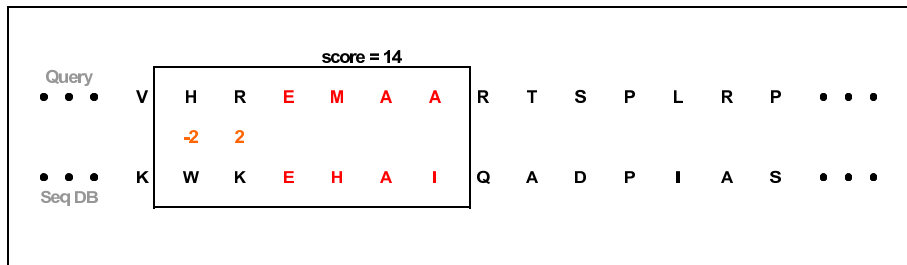 score = 14
Query
• • • V H R E M A A R T S P L R P • • •
-2 2
• • • K W K E H A I Q A D P I A S • • •
Seq DB